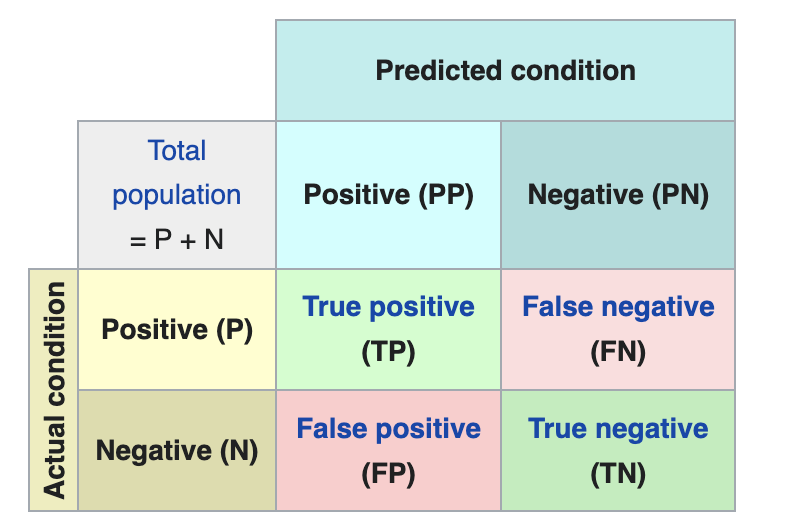 Predicted condition
Total
population
= P + N
Positive (PP)
Negative (PN)
Actual condition
Positive (P)
True positive
(TP)
False negative
(FN)
Negative (N)
False positive
(FP)
True negative
(TN)